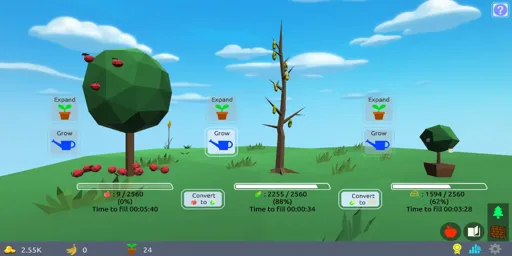 ?
Expand
Expand
Expand
Grow
Grow
Grow
: 9 / 2560
(0%)
Time to fill 00:05:40
Convert
to
: 2255 / 2560
(88%)
Time to fill 00:00:34
Convert
to
: 1594 / 2560
(62%)
Time to fill 00:03:28
2.55K
0
24